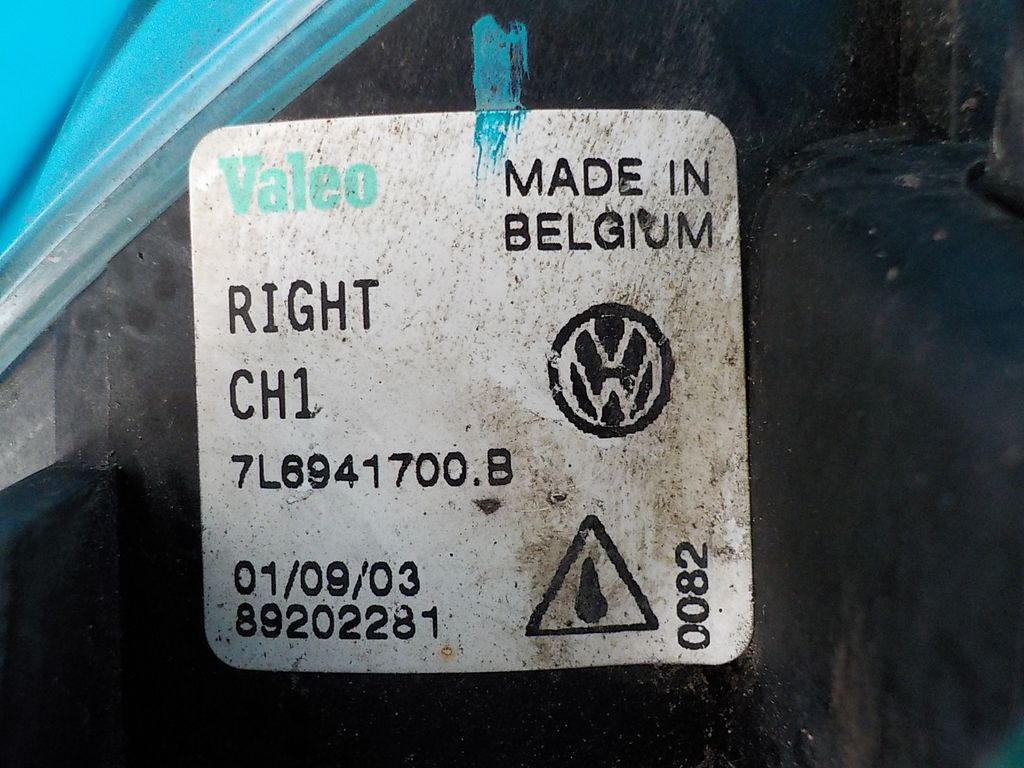 Valeo
MADE IN
BELGIUM
RIGHT
CH1
7L6941700.B
01/09/03
89202281
0082